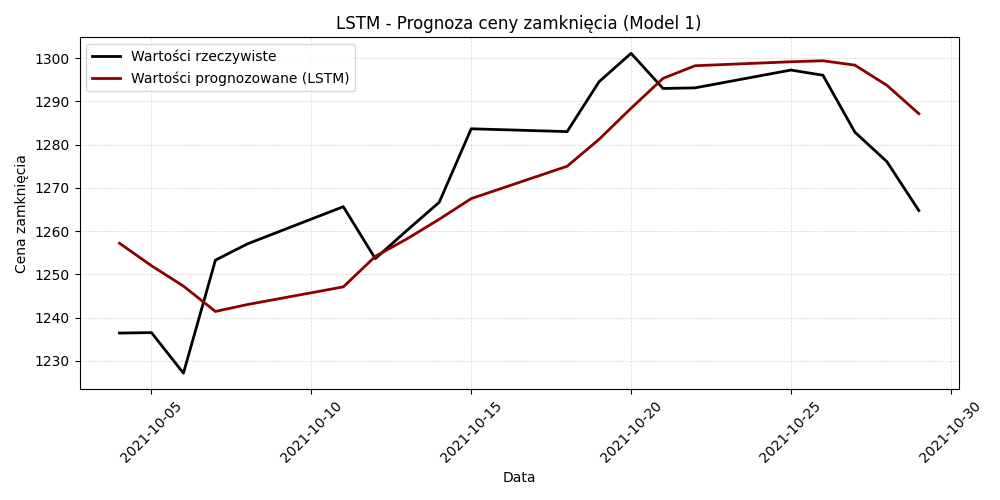 LSTM - Prognoza ceny zamknięcia (Model 1)
Wartości rzeczywiste
Wartości prognozowane (LSTM)
Cena zamknięcia
1300
1290
1280
1270
1260
1250
1240
1230
2021-10-05
2021-10-10
2021-10-15
2021-10-20
2021-10-25
2021-10-30
Data